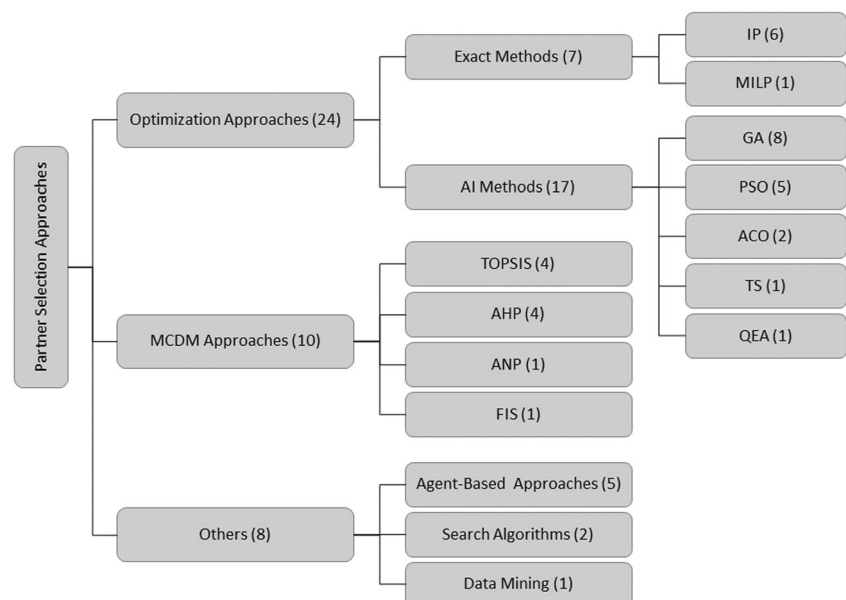 Partner Selection Approaches
Optimization Approaches (24)
Exact Methods (7)
IP (6)
MILP (1)
AI Methods (17)
GA (8)
PSO (5)
ACO (2)
TS (1)
QEA (1)
MCDM Approaches (10)
TOPSIS (4)
AHP (4)
ANP (1)
FIS (1)
Others (8)
Agent-Based Approaches (5)
Search Algorithms (2)
Data Mining (1)